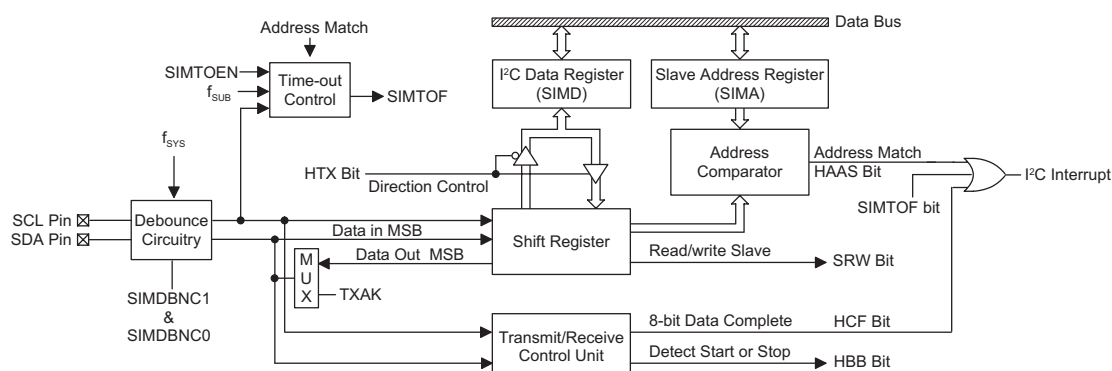 Data Bus
Address Match
SIMTOEN
fSUB
Time-out
Control
SIMTOF
I²C Data Register
(SIMD)
Slave Address Register
(SIMA)
fSYS
HTX Bit
Direction Control
Address
Comparator
Address Match
HAAS Bit
SIMTOF bit
I²C Interrupt
SCL Pin
SDA Pin
Debounce
Circuitry
Data in MSB
Shift Register
Data Out MSB
Read/write Slave
SRW Bit
M
U
X
TXAK
SIMDBNC1
&
SIMDBNC0
Transmit/Receive
Control Unit
8-bit Data Complete
HCF Bit
Detect Start or Stop
HBB Bit